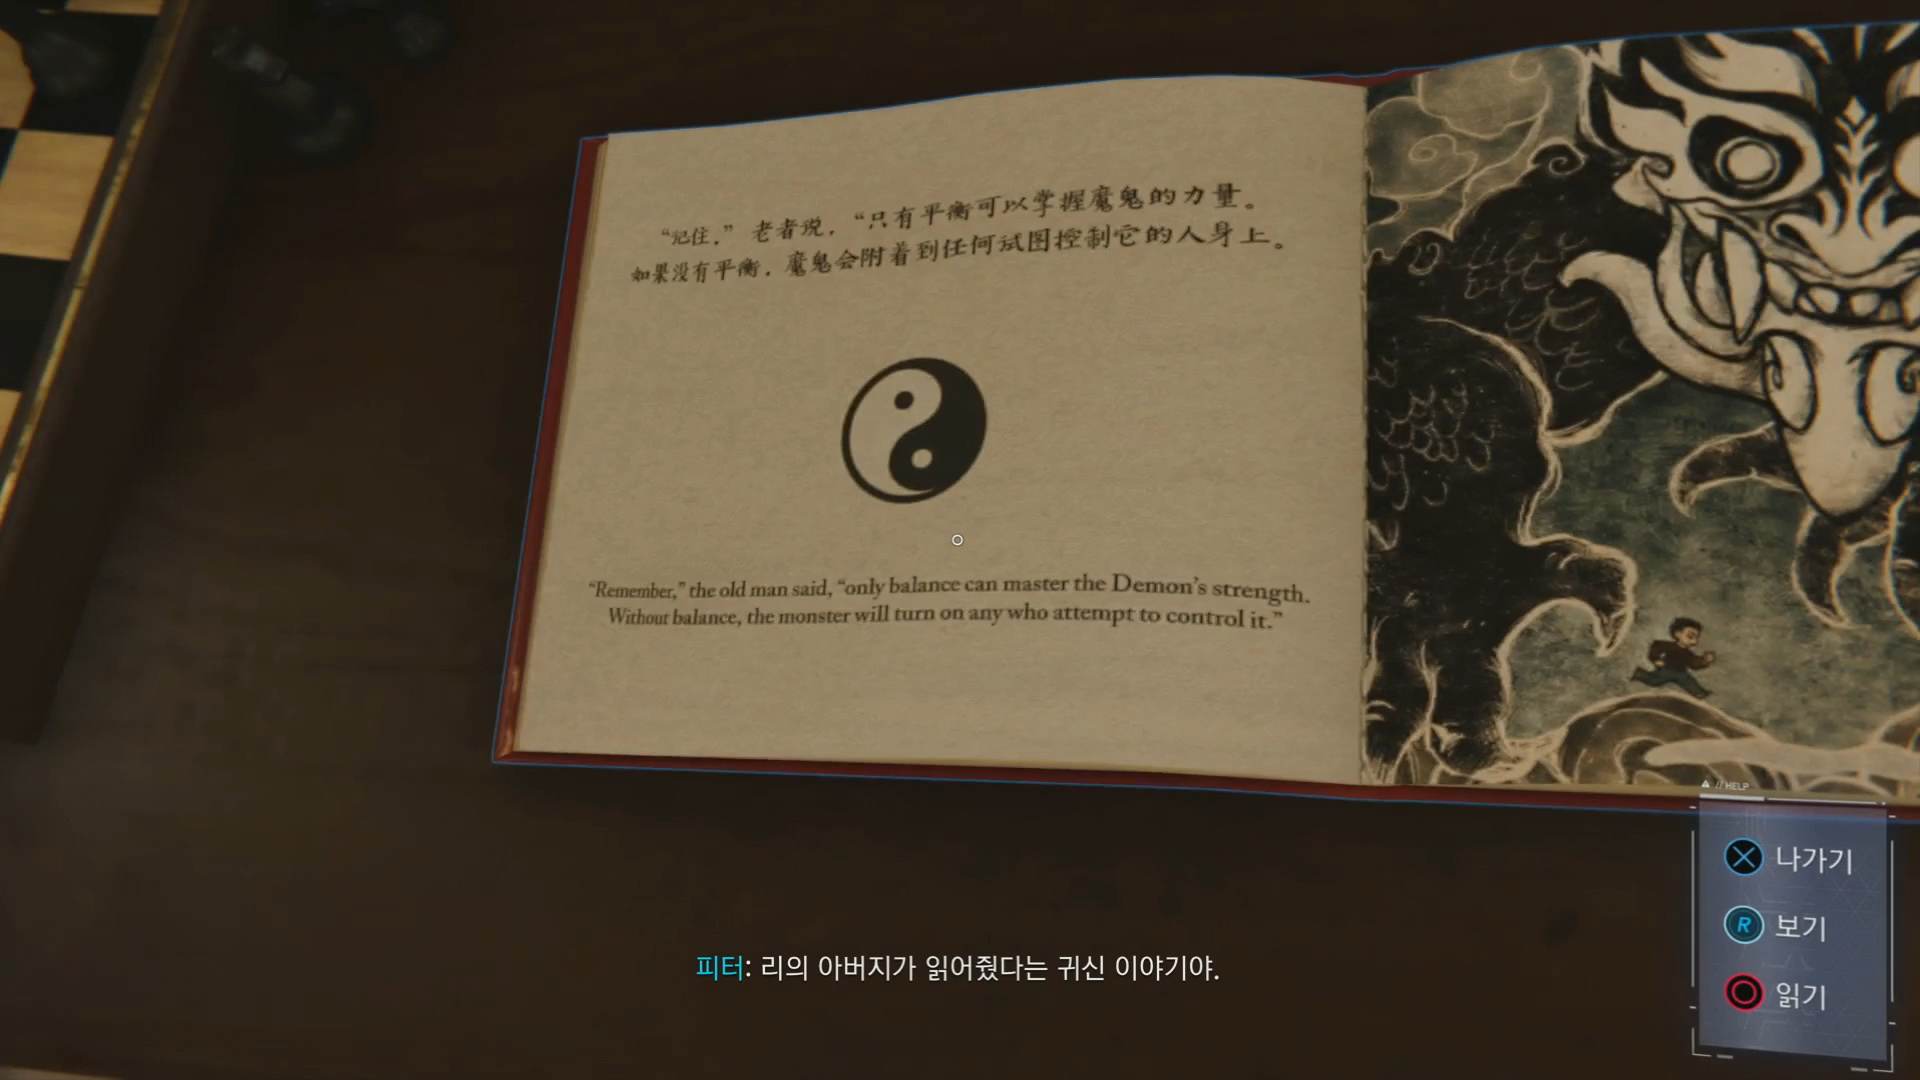 “记住，” 老者说，“只有平衡可以掌握魔鬼的力量。
如果没有平衡，魔鬼会附着到任何试图控制它的人身上。
“Remember,” the old man said, “only balance can master the Demon’s strength.
Without balance, the monster will turn on any who attempt to control it.”
// HELP
나가기
R 보기
읽기
피터: 리의 아버지가 읽어줬다는 귀신 이야기야.